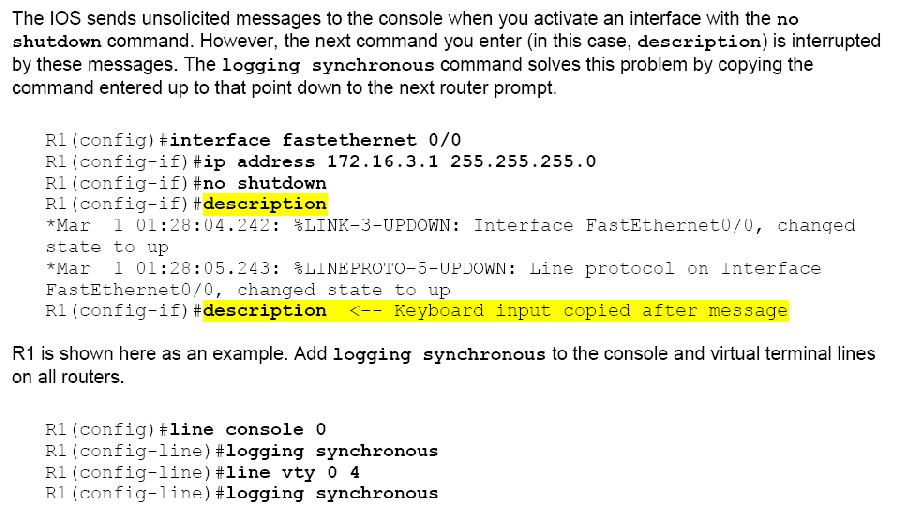 The IOS sends unsolicited messages to the console when you activate an interface with the no
shutdown command. However, the next command you enter (in this case, description) is interrupted
by these messages. The logging synchronous command solves this problem by copying the
command entered up to that point down to the next router prompt.
R1(config)#interface fastethernet 0/0
R1(config-if)#ip address 172.16.3.1 255.255.255.0
R1(config-if)#no shutdown
R1(config-if)#description
*Mar  1 01:28:04.242: %LINK-3-UPDOWN: Interface FastEthernet0/0, changed
state to up
*Mar  1 01:28:05.243: %LINEPROTO-5-UPDOWN: Line protocol on Interface
FastEthernet0/0, changed state to up
R1(config-if)#description  <-- Keyboard input copied after message
R1 is shown here as an example. Add logging synchronous to the console and virtual terminal lines
on all routers.
R1(config)#line console 0
R1(config-line)#logging synchronous
R1(config-line)#line vty 0 4
R1(config-line)#logging synchronous